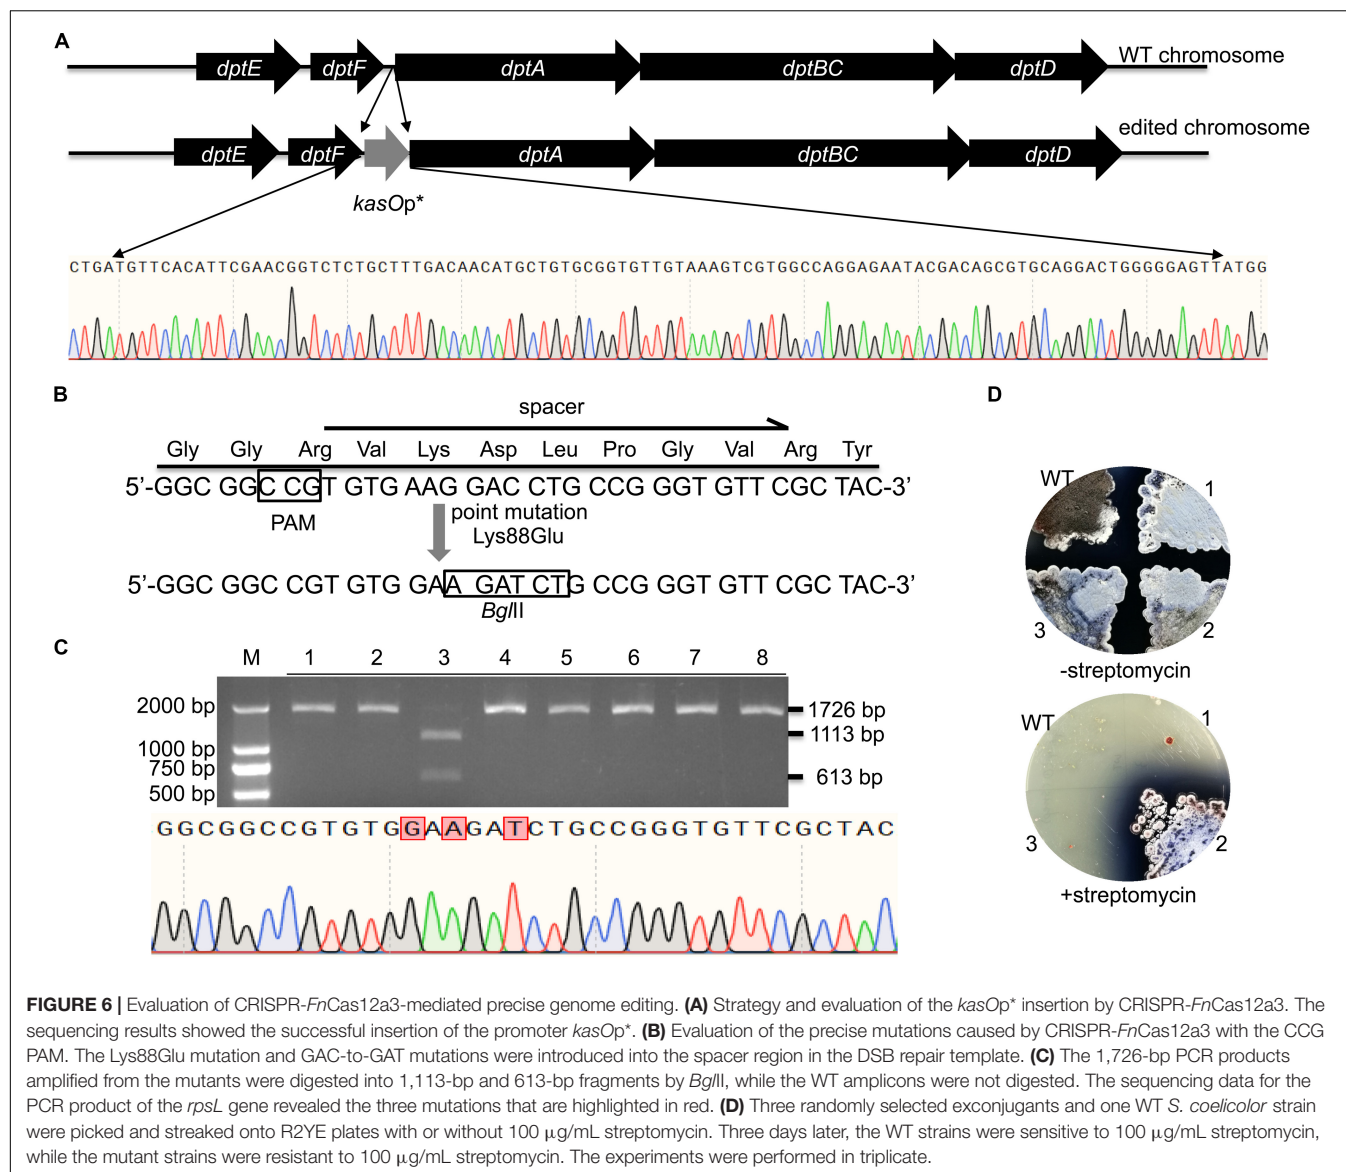 A
dptE dptF dptA dptBC dptD WT chromosome
dptE dptF dptA dptBC dptD edited chromosome
kasOp*
CTGATGTTCACATTCGAACGGTCTCTGCTTTGACAACATGCTGTGCGGTGTTGTAAAGTCGTGGCCAGGAGAATACGACAGCGTGCAGGACTGGGGGAGTTATGG
B
spacer
Gly Gly Arg Val Lys Asp Leu Pro Gly Val Arg Tyr
5'-GGC GGC CGT GTG AAG GAC CTG CCG GGT GTT CGC TAC-3'
PAM
point mutation
Lys88Glu
5'-GGC GGC CGT GTG GAA GAT CTG CCG GGT GTT CGC TAC-3'
BglII
C
M 1 2 3 4 5 6 7 8
2000 bp
1000 bp
750 bp
500 bp
1726 bp
1113 bp
613 bp
GGCGGCCGTGTGGAAGATCTGCCGGGTGTTCGCTAC
D
WT
1
3
2
-streptomycin
WT
1
3
2
+streptomycin
FIGURE 6 | Evaluation of CRISPR-FnCas12a3-mediated precise genome editing. (A) Strategy and evaluation of the kasOp* insertion by CRISPR-FnCas12a3. The
sequencing results showed the successful insertion of the promoter kasOp*. (B) Evaluation of the precise mutations caused by CRISPR-FnCas12a3 with the CCG
PAM. The Lys88Glu mutation and GAC-to-GAT mutations were introduced into the spacer region in the DSB repair template. (C) The 1,726-bp PCR products
amplified from the mutants were digested into 1,113-bp and 613-bp fragments by BglII, while the WT amplicons were not digested. The sequencing data for the
PCR product of the rpsL gene revealed the three mutations that are highlighted in red. (D) Three randomly selected exconjugants and one WT S. coelicolor strain
were picked and streaked onto R2YE plates with or without 100 μg/mL streptomycin. Three days later, the WT strains were sensitive to 100 μg/mL streptomycin,
while the mutant strains were resistant to 100 μg/mL streptomycin. The experiments were performed in triplicate.